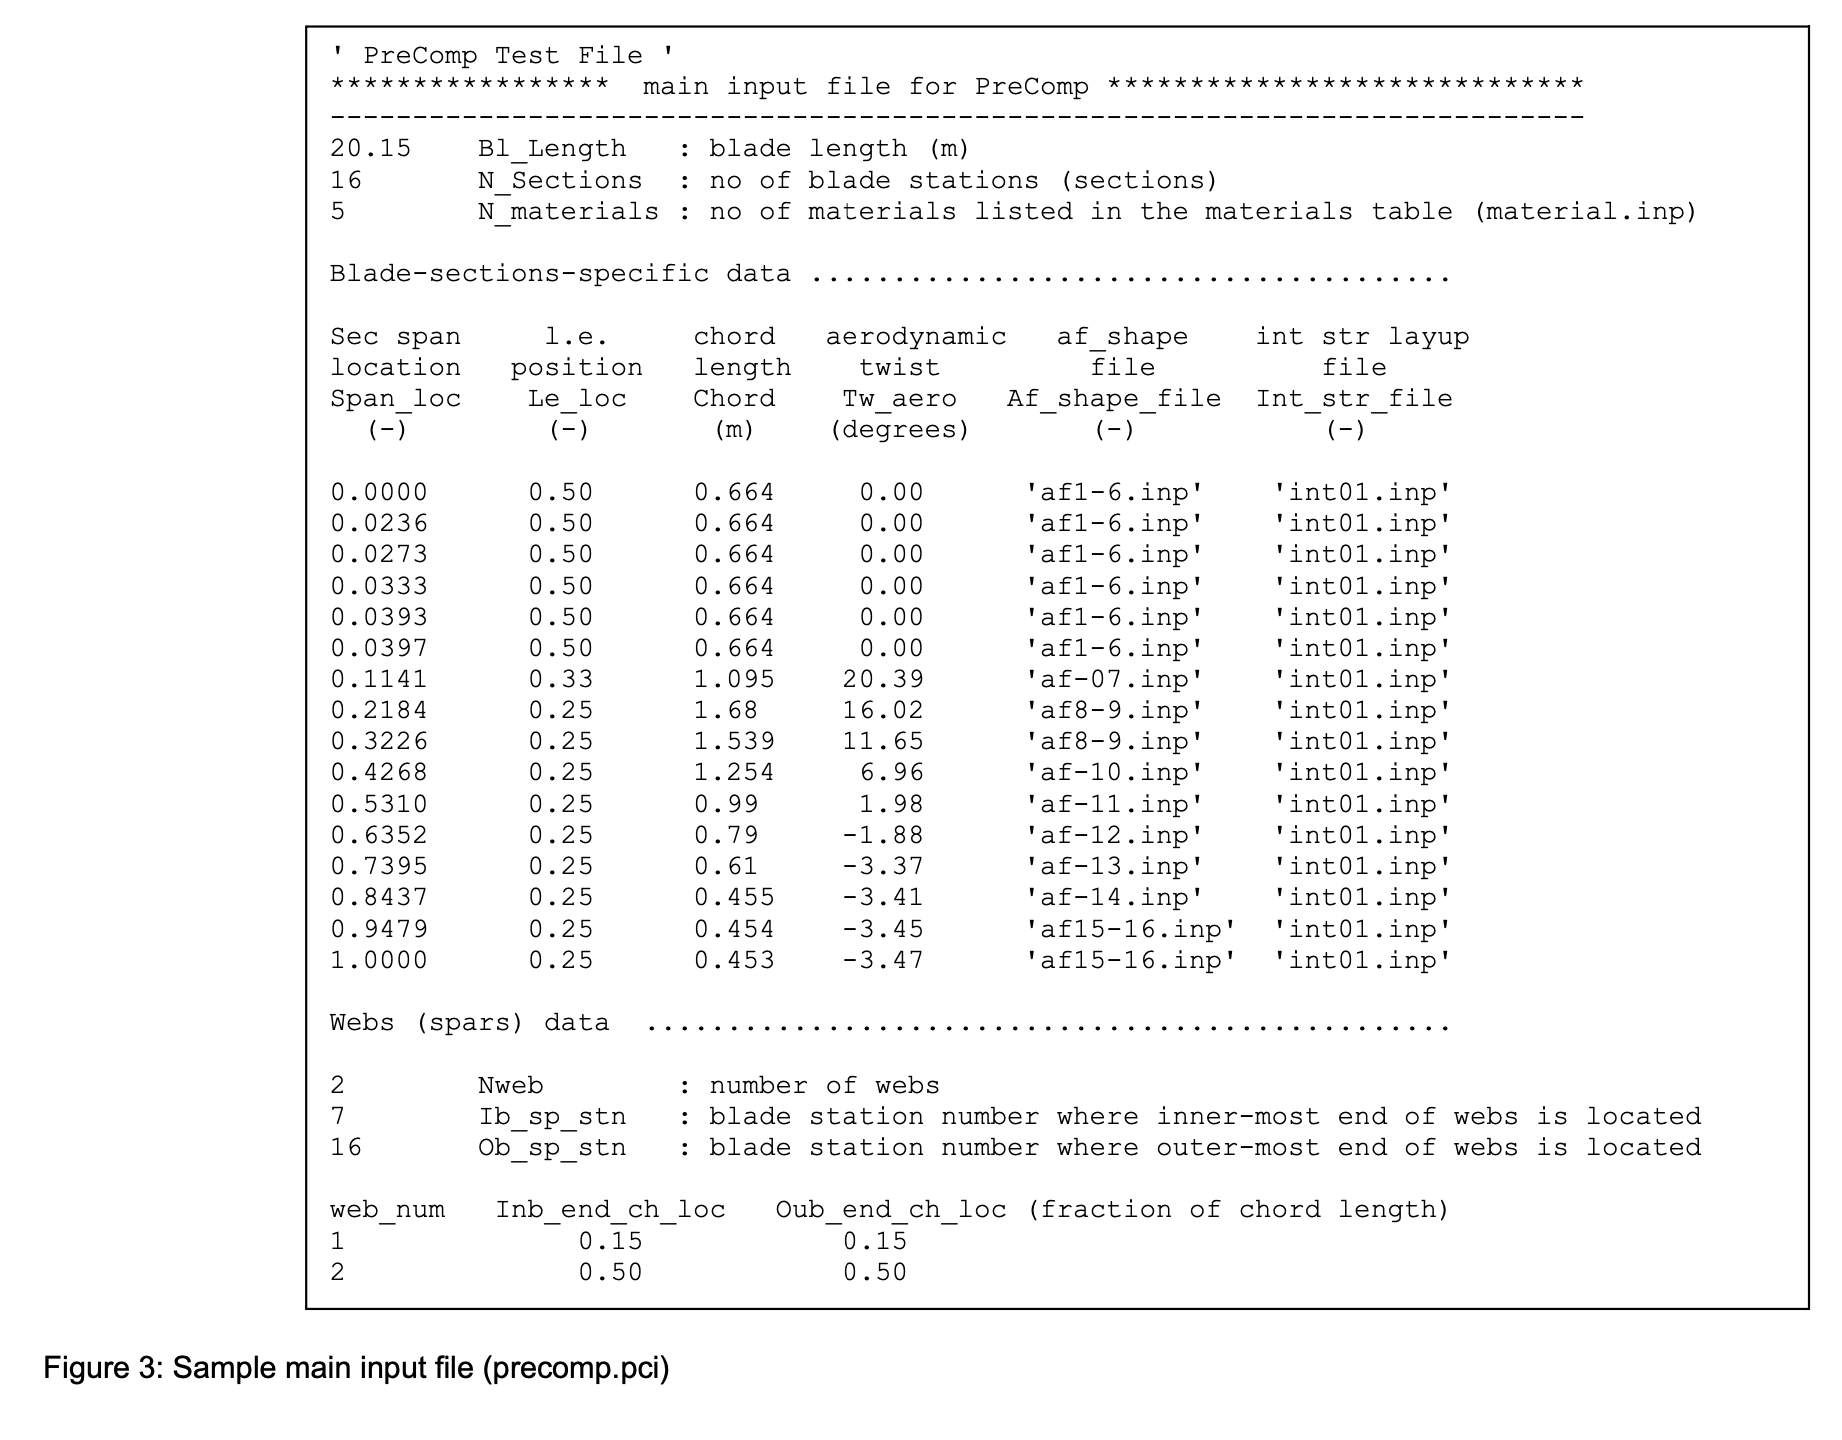 ' PreComp Test File '
***************** main input file for PreComp *****************************
----------------------------------------------------------------------------
20.15 Bl_Length : blade length (m)
16 N_Sections : no of blade stations (sections)
5 N_materials : no of materials listed in the materials table (material.inp)
Blade-sections-specific data .......................................
Sec span l.e. chord aerodynamic af_shape int str layup
location position length twist file file
Span_loc Le_loc Chord Tw_aero Af_shape_file Int_str_file
(-) (-) (m) (degrees) (-) (-)
0.0000 0.50 0.664 0.00 'af1-6.inp' 'int01.inp'
0.0236 0.50 0.664 0.00 'af1-6.inp' 'int01.inp'
0.0273 0.50 0.664 0.00 'af1-6.inp' 'int01.inp'
0.0333 0.50 0.664 0.00 'af1-6.inp' 'int01.inp'
0.0393 0.50 0.664 0.00 'af1-6.inp' 'int01.inp'
0.0397 0.50 0.664 0.00 'af1-6.inp' 'int01.inp'
0.1141 0.33 1.095 20.39 'af-07.inp' 'int01.inp'
0.2184 0.25 1.68 16.02 'af8-9.inp' 'int01.inp'
0.3226 0.25 1.539 11.65 'af8-9.inp' 'int01.inp'
0.4268 0.25 1.254 6.96 'af-10.inp' 'int01.inp'
0.5310 0.25 0.99 1.98 'af-11.inp' 'int01.inp'
0.6352 0.25 0.79 -1.88 'af-12.inp' 'int01.inp'
0.7395 0.25 0.61 -3.37 'af-13.inp' 'int01.inp'
0.8437 0.25 0.455 -3.41 'af-14.inp' 'int01.inp'
0.9479 0.25 0.454 -3.45 'af15-16.inp' 'int01.inp'
1.0000 0.25 0.453 -3.47 'af15-16.inp' 'int01.inp'
Webs (spars) data .................................................
2 Nweb : number of webs
7 Ib_sp_stn : blade station number where inner-most end of webs is located
16 Ob_sp_stn : blade station number where outer-most end of webs is located
web_num Inb_end_ch_loc Oub_end_ch_loc (fraction of chord length)
1 0.15 0.15
2 0.50 0.50
Figure 3: Sample main input file (precomp.pci)